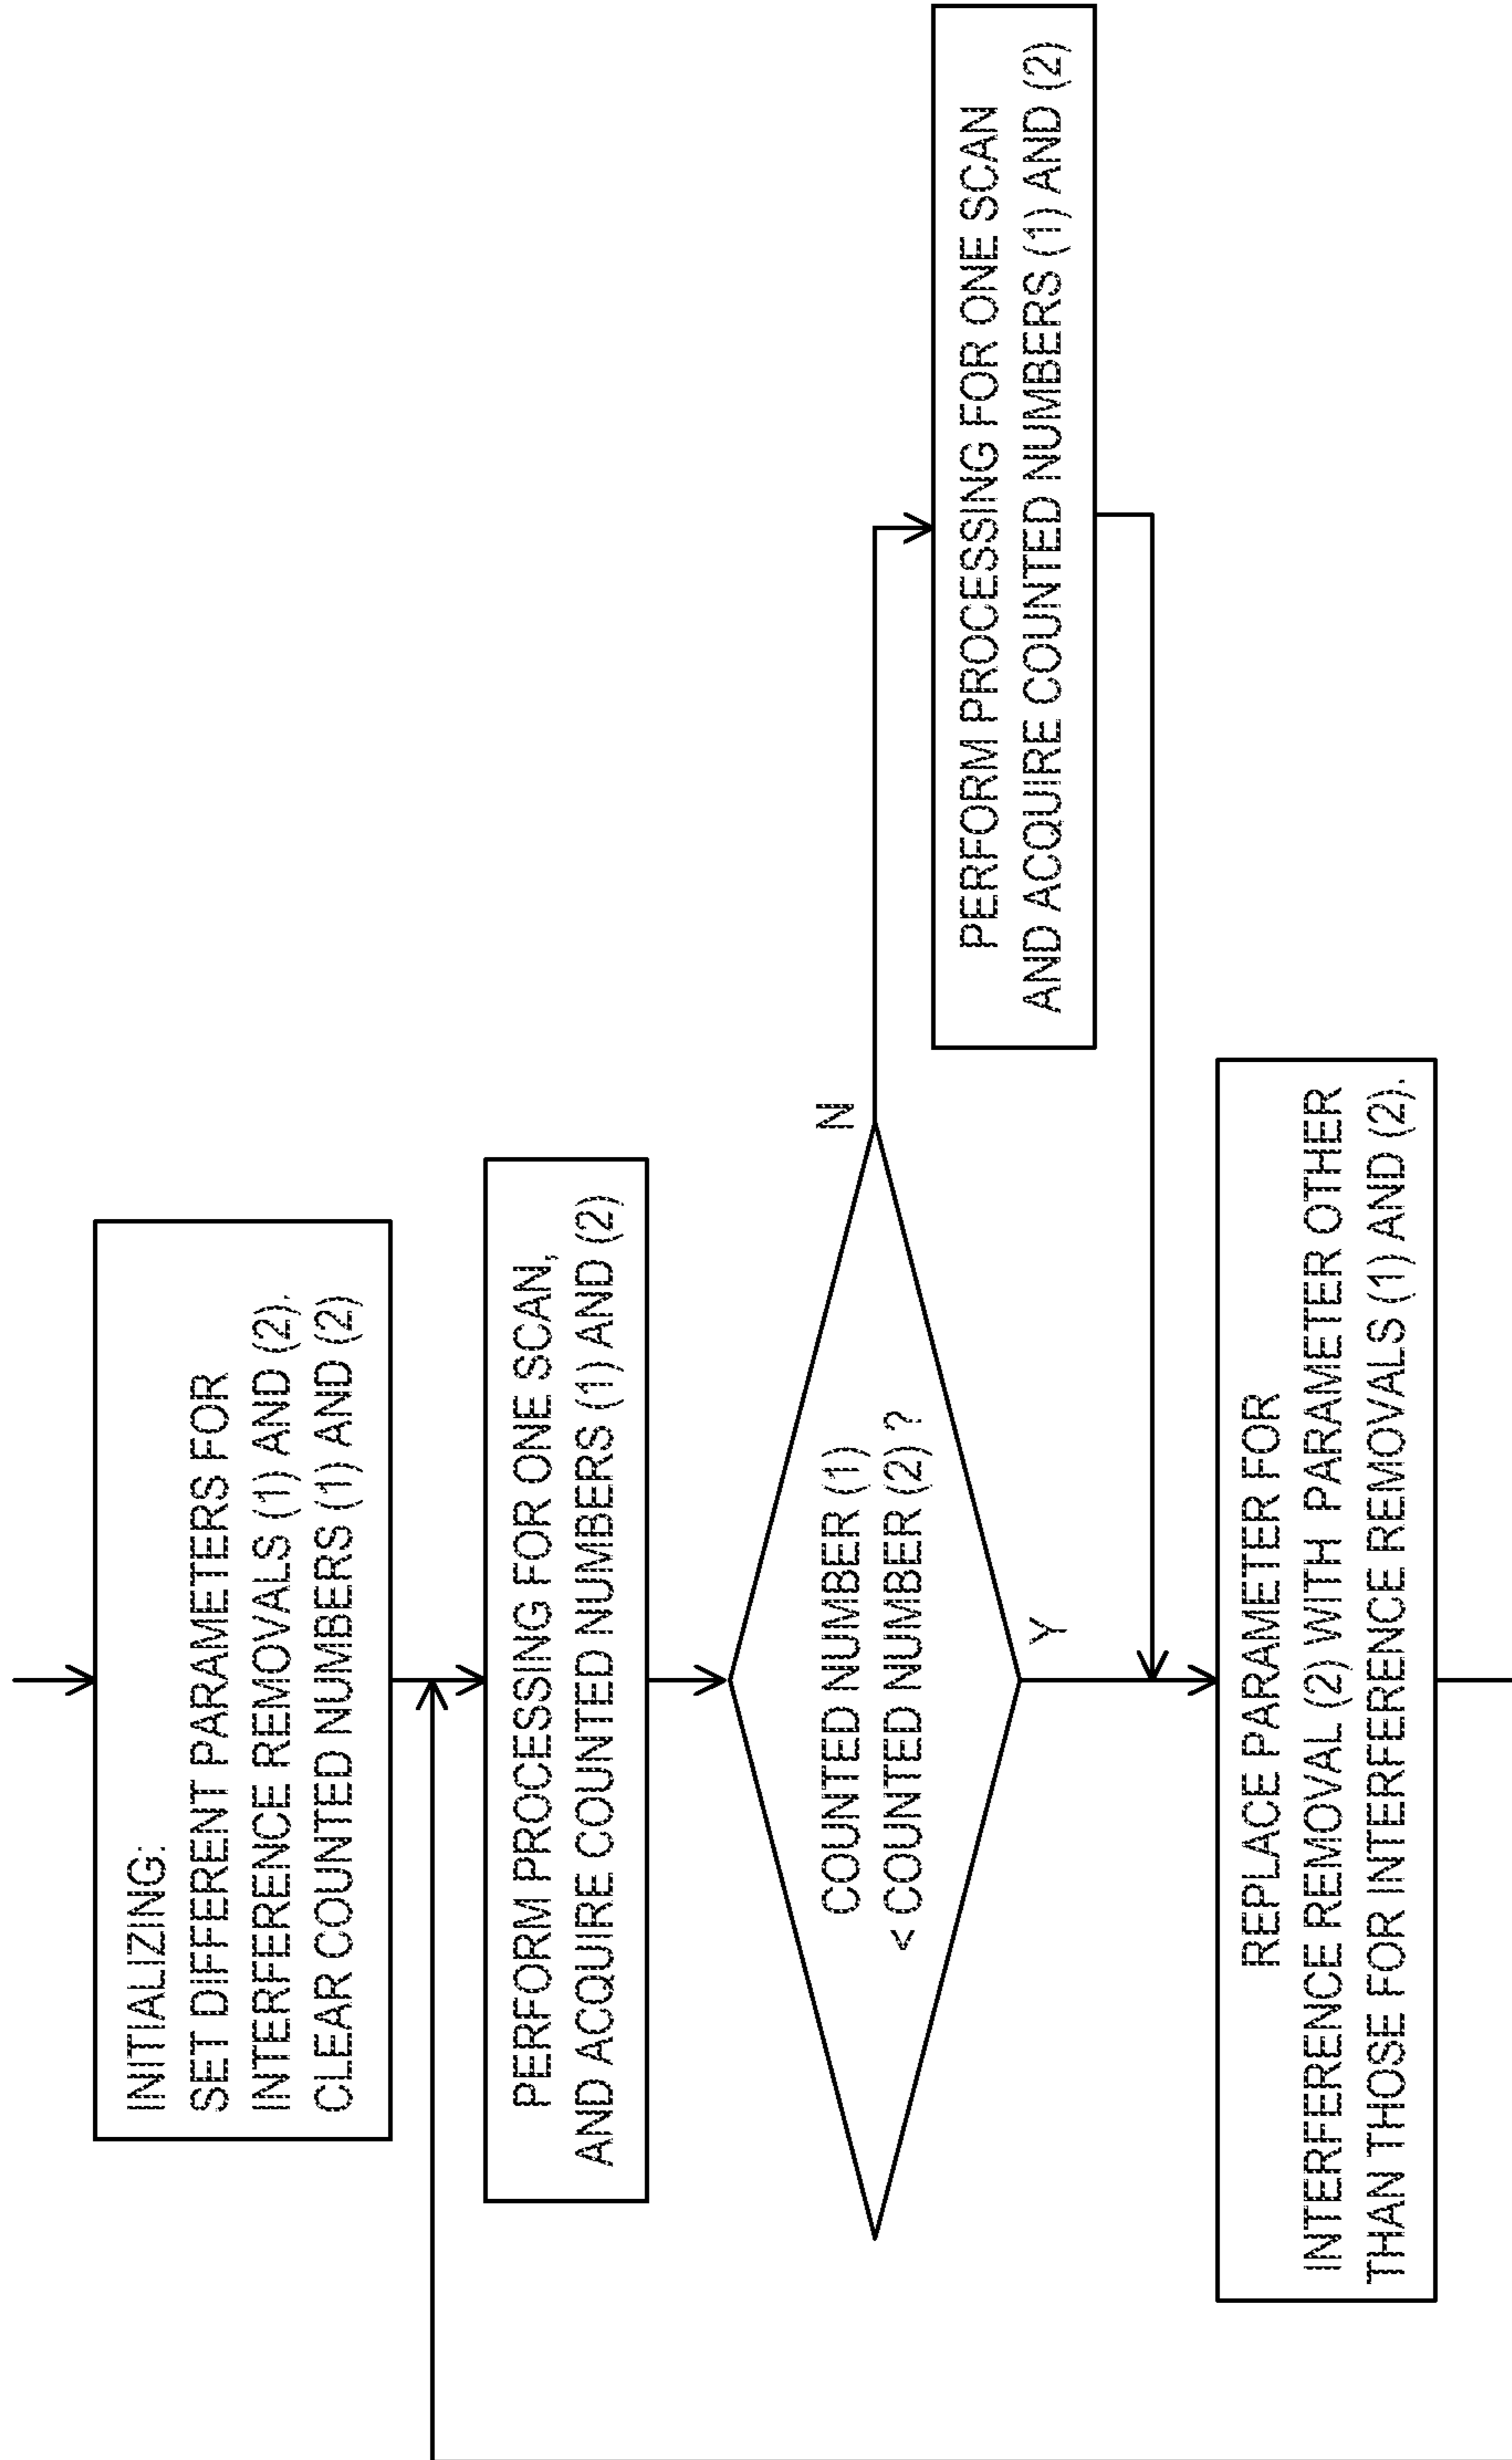 INITIALIZING:
SET DIFFERENT PARAMETERS FOR
INTERFERENCE REMOVALS (1) AND (2).
CLEAR COUNTED NUMBERS (1) AND (2)
PERFORM PROCESSING FOR ONE SCAN,
AND ACQUIRE COUNTED NUMBERS (1) AND (2)
COUNTED NUMBER (1)
< COUNTED NUMBER (2) ?
N
Y
PERFORM PROCESSING FOR ONE SCAN
AND ACQUIRE COUNTED NUMBERS (1) AND (2)
REPLACE PARAMETER FOR
INTERFERENCE REMOVAL (2) WITH PARAMETER OTHER
THAN THOSE FOR INTERFERENCE REMOVALS (1) AND (2).